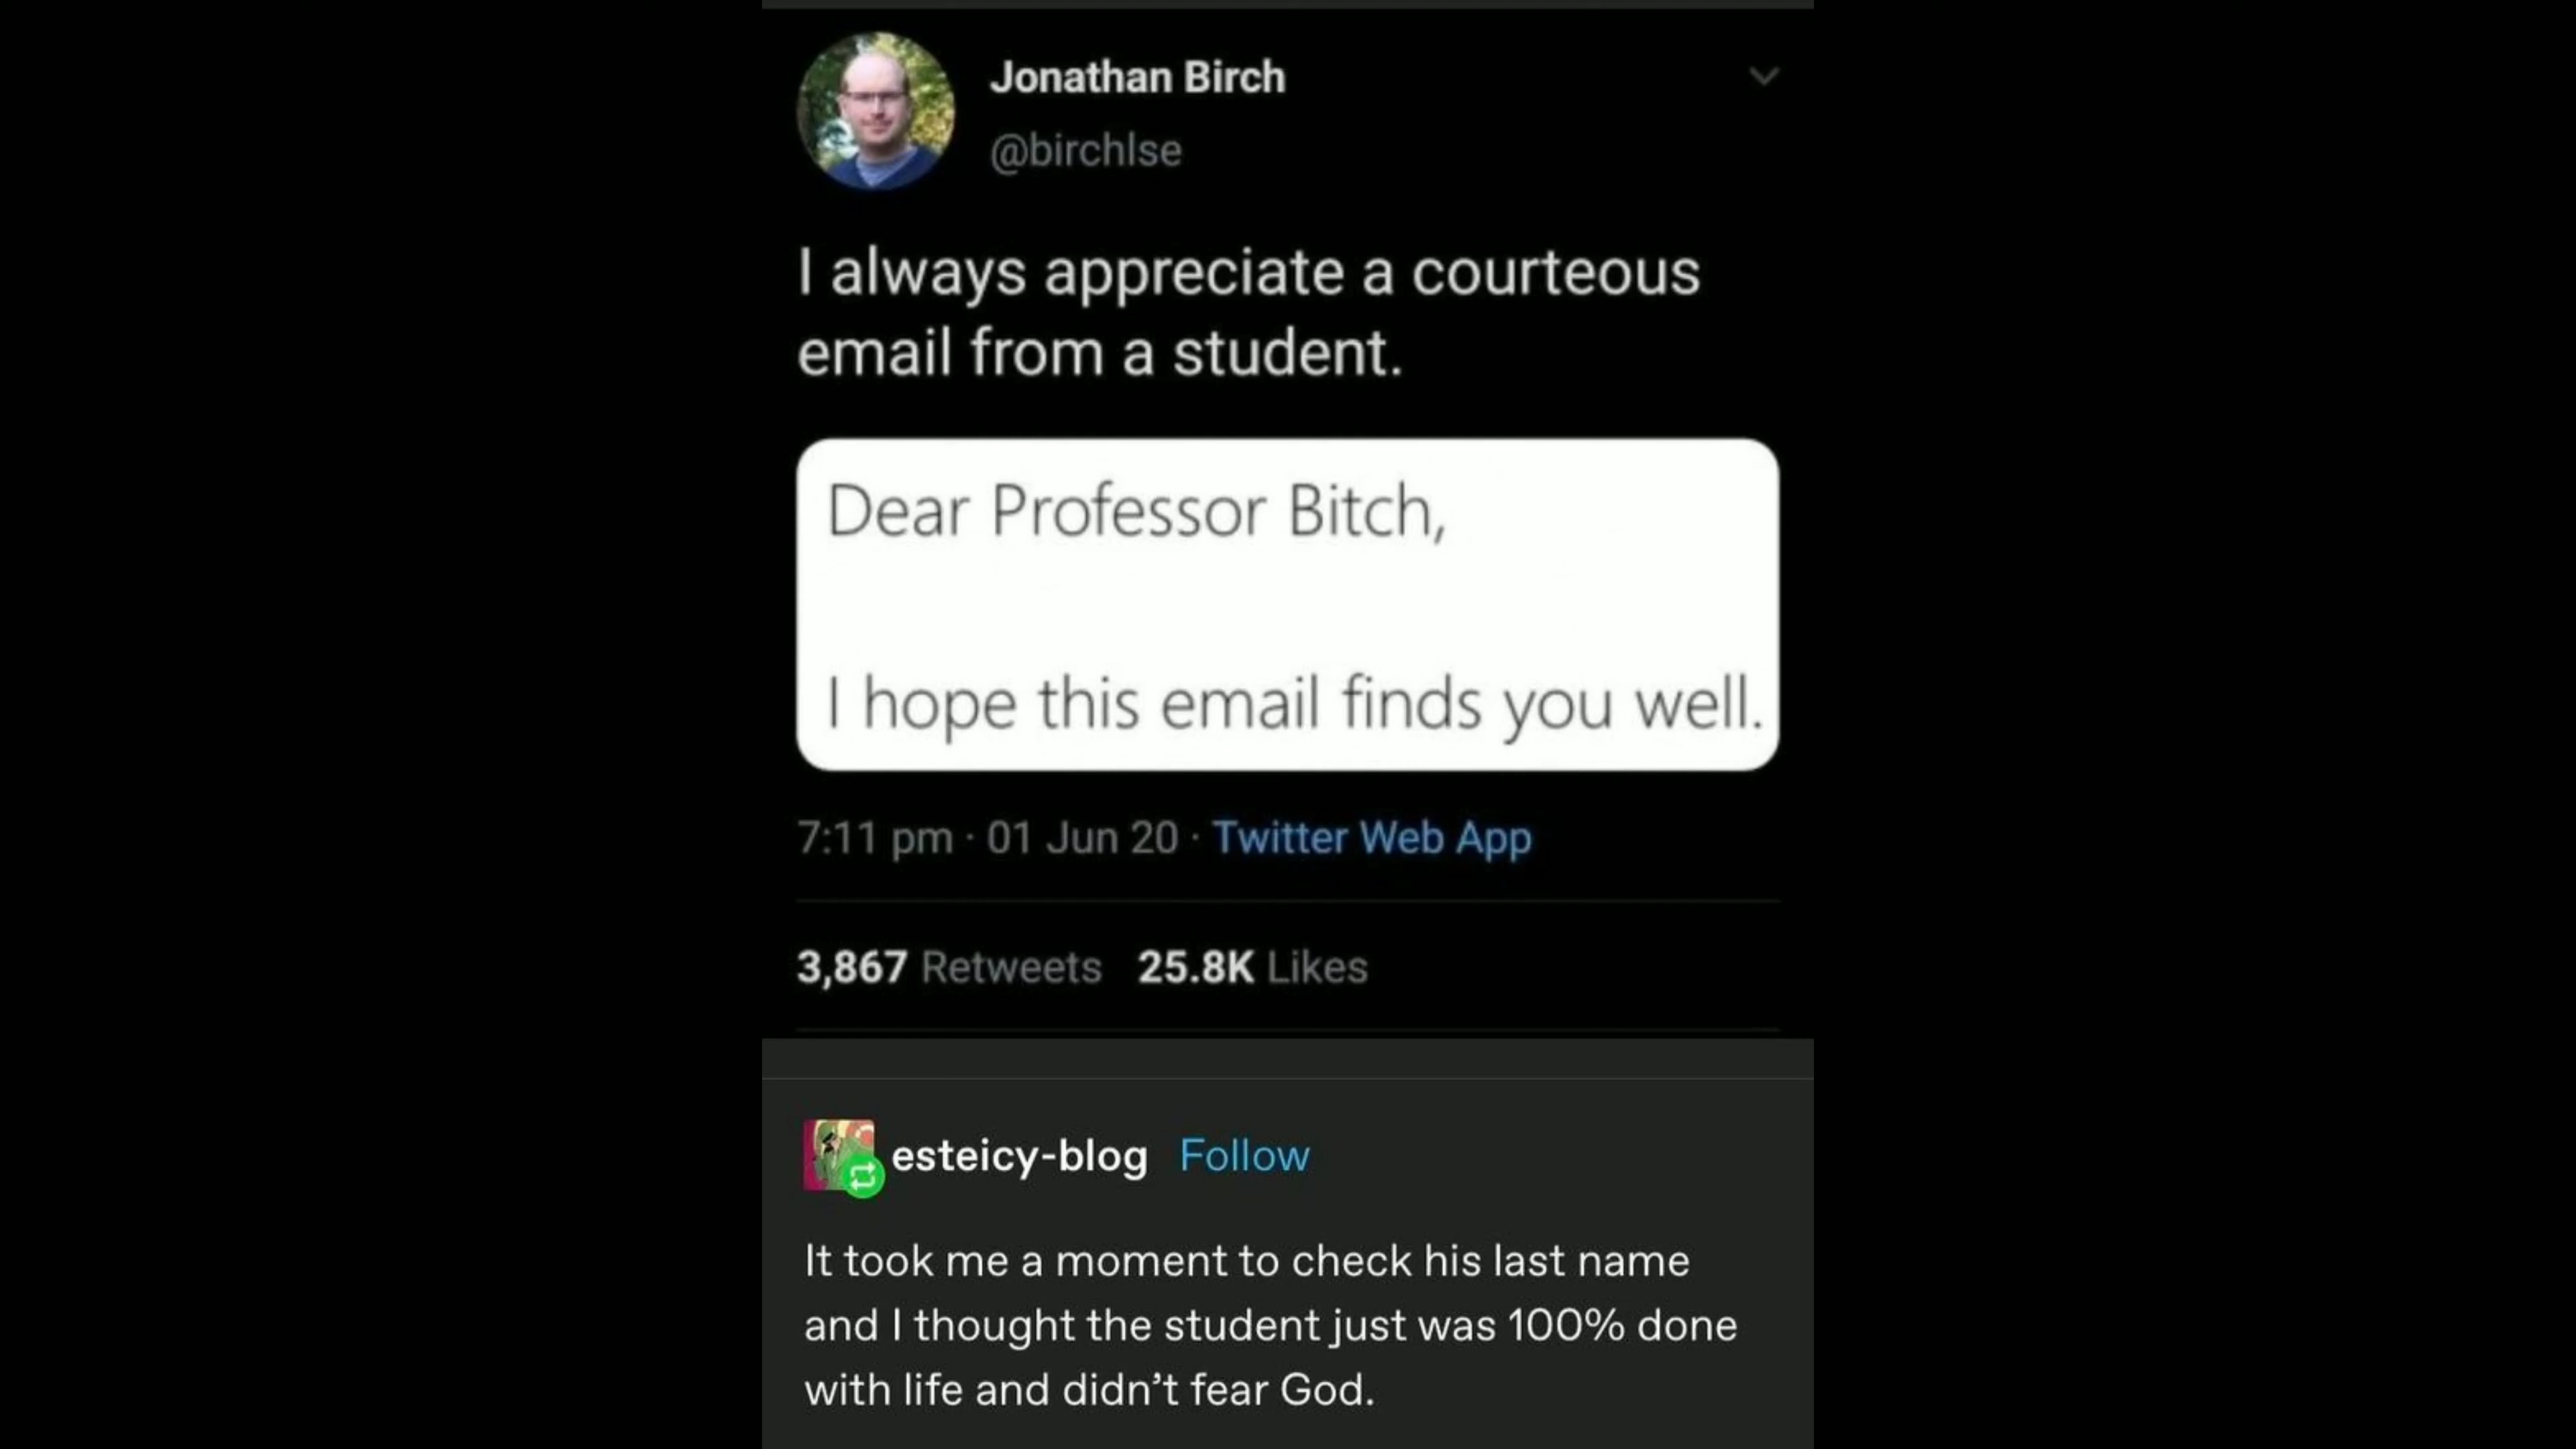 Jonathan Birch
@birchlse
I always appreciate a courteous
email from a student.
Dear Professor Bitch,
I hope this email finds you well.
7:11 pm · 01 Jun 20 · Twitter Web App
3,867 Retweets 25.8K Likes
esteicy-blog Follow
It took me a moment to check his last name
and I thought the student just was 100% done
with life and didn’t fear God.